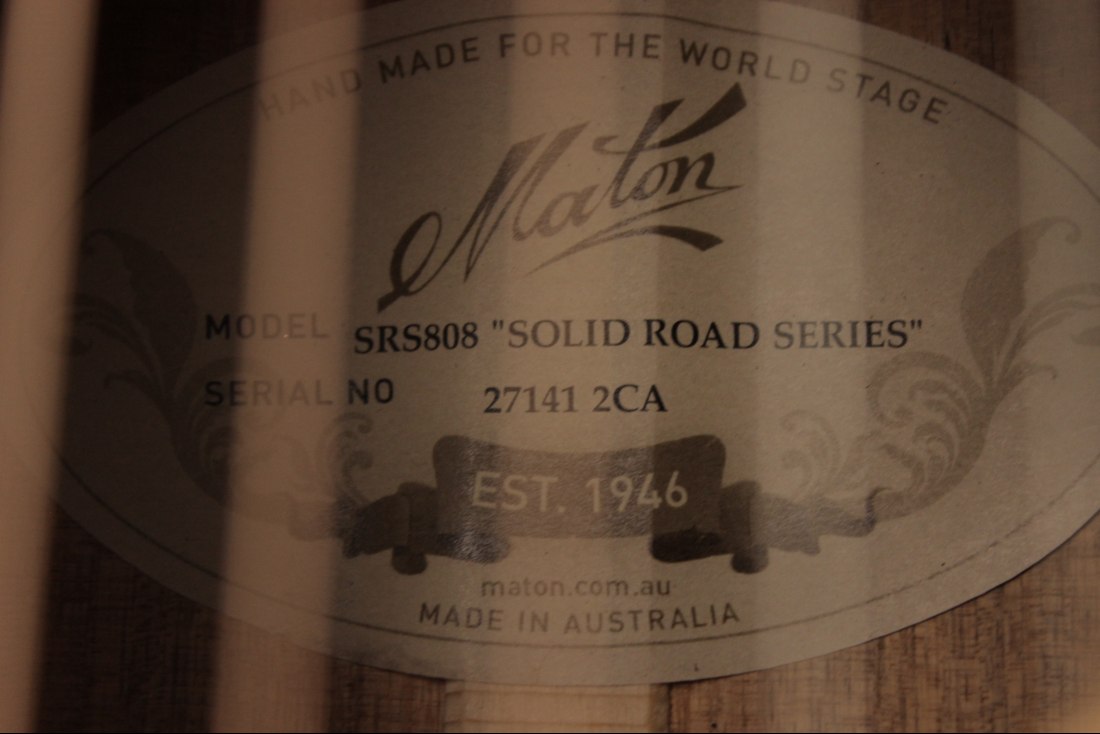 HAND MADE FOR THE WORLD STAGE
Maton
MODEL SRS808 "SOLID ROAD SERIES"
SERIAL NO 27141 2CA
EST. 1946
maton.com.au
MADE IN AUSTRALIA